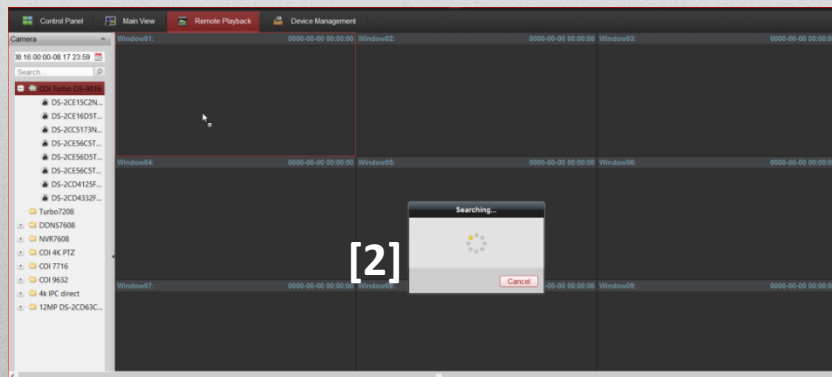 Control Panel Main View Remote Playback Device Management
Camera
Window01: 0000-00-00 00:00:00 Window02: 0000-00-00 00:00:00 Window03: 0000-00-00 00:00:00
08.16 00:00-08.17 23:59
Search...
COI Turbo DS-9016
DS-2CE15C2N...
DS-2CE16D5T...
DS-2CC5173N...
DS-2CE56C5T...
DS-2CE56D5T...
DS-2CE56C5T...
DS-2CD4125F...
DS-2CD4332F...
Window04: 0000-00-00 00:00:00 Window05: 0000-00-00 00:00:00 Window06: 0000-00-00 00:00:00
Turbo7208
DDNS7608
NVR7608
COI 4K PTZ
COI 7716
COI 9632
4k IPC direct
12MP DS-2CD63C...
Searching...
[2]
Cancel
Window07: 0000-00-00 00:00:00 Window08: -00-00 00:00:00 Window09: 0000-00-00 00:00:00